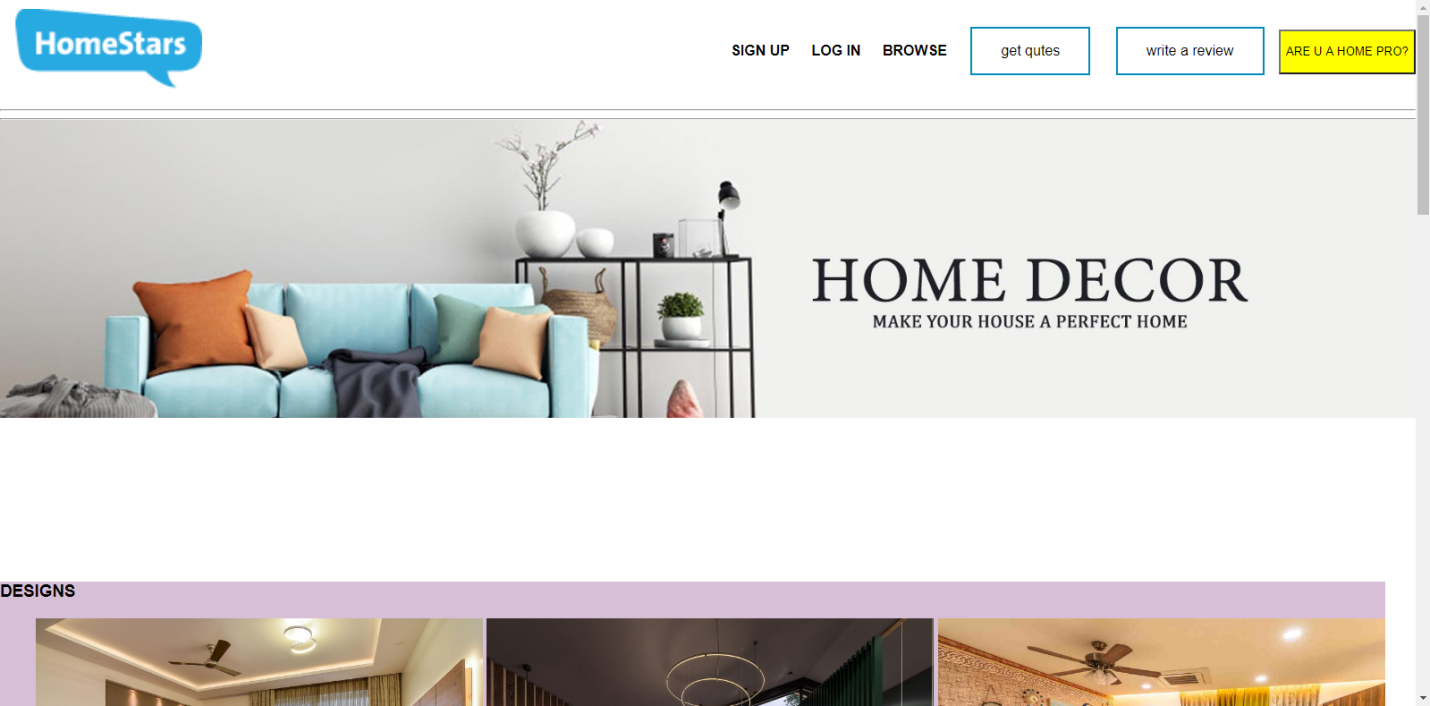 HomeStars
SIGN UP LOG IN BROWSE get qutes write a review ARE U A HOME PRO?
HOME DECOR
MAKE YOUR HOUSE A PERFECT HOME
DESIGNS